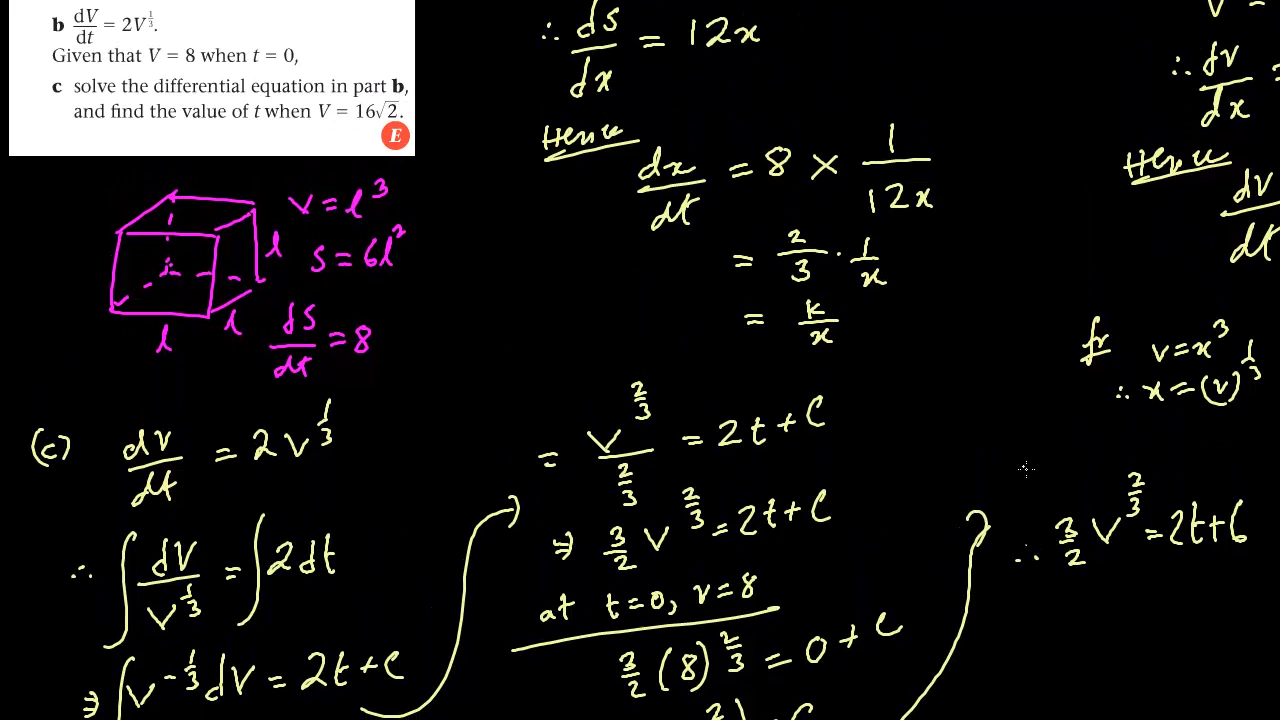 b dV/dt = 2V^(1/3).
Given that V = 8 when t = 0,
c solve the differential equation in part b,
and find the value of t when V = 16√2.
E
V = l^3
S = 6l^2
l
l
l
dS/dt = 8
(c) dV/dt = 2V^(1/3)
∴ ∫ dV/V^(1/3) = ∫ 2dt
⇒ ∫ V^(-1/3) dV = 2t + C
∴ ds/dx = 12x
Hence
dx/dt = 8 × 1/12x
= 2/3 · 1/x
= k/x
= V^(2/3)/(2/3) = 2t + C
⇒ 3/2 V^(2/3) = 2t + C
at t = 0, V = 8
3/2 (8)^(2/3) = 0 + C
V =
∴ dV/dx =
Hence
dV/dt
fr V = x^3
∴ x = (V)^(1/3)
∴ 3/2 V^(2/3) = 2t + 6